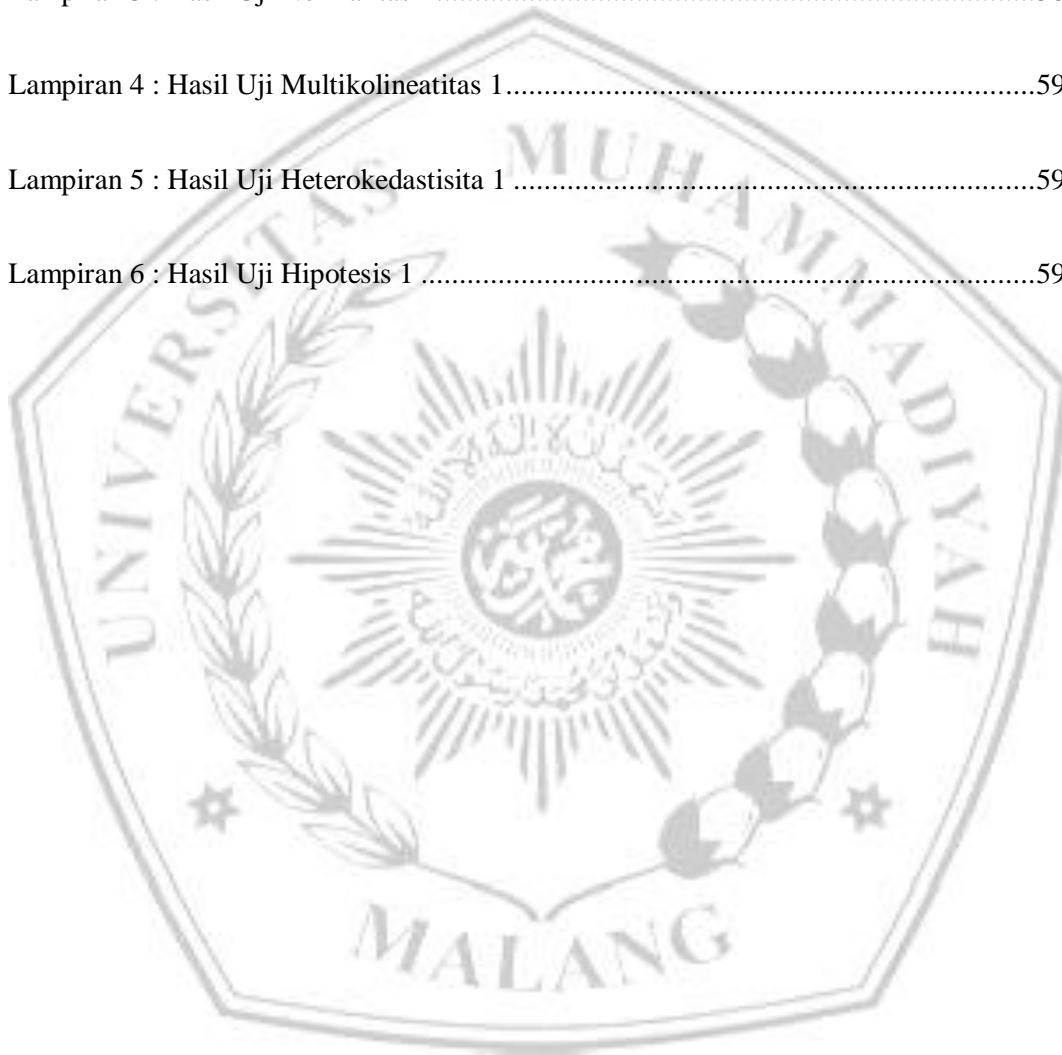 Lampiran 4 : Hasil Uji Multikolineatitas 1......................................................................59
Lampiran 5 : Hasil Uji Heterokedastisita 1 .....................................................................59
Lampiran 6 : Hasil Uji Hipotesis 1 .................................................................................59
UNIVERSITAS MUHAMMADIYAH
MALANG